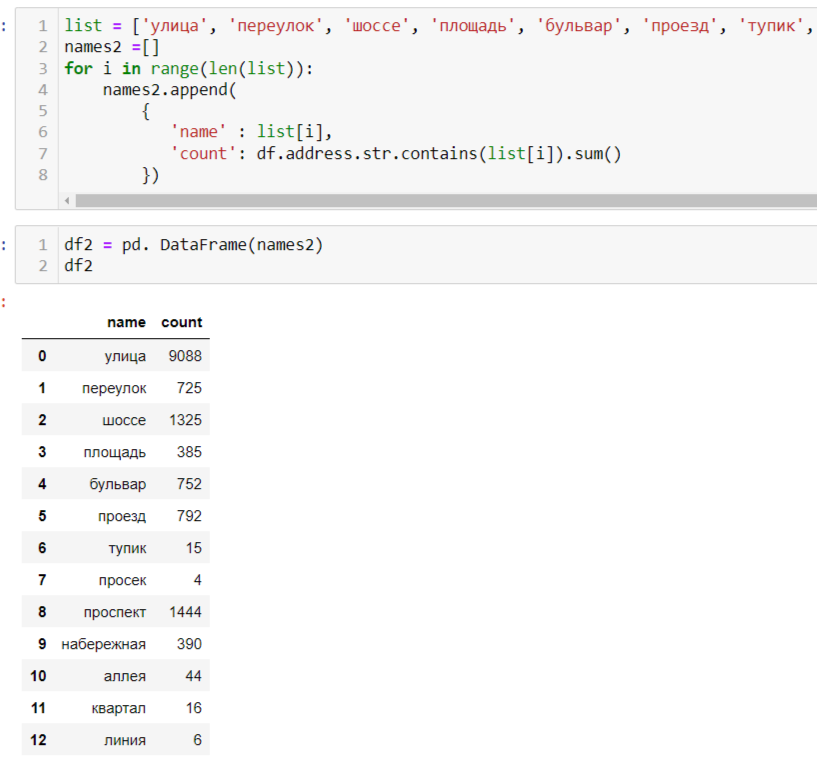 :
1 list = ['улица', 'переулок', 'шоссе', 'площадь', 'бульвар', 'проезд', 'тупик',
2 names2 =[]
3 for i in range(len(list)):
4     names2.append(
5         {
6            'name' : list[i],
7            'count': df.address.str.contains(list[i]).sum()
8         })
:
1 df2 = pd. DataFrame(names2)
2 df2
:
name count
0 улица 9088
1 переулок 725
2 шоссе 1325
3 площадь 385
4 бульвар 752
5 проезд 792
6 тупик 15
7 просек 4
8 проспект 1444
9 набережная 390
10 аллея 44
11 квартал 16
12 линия 6